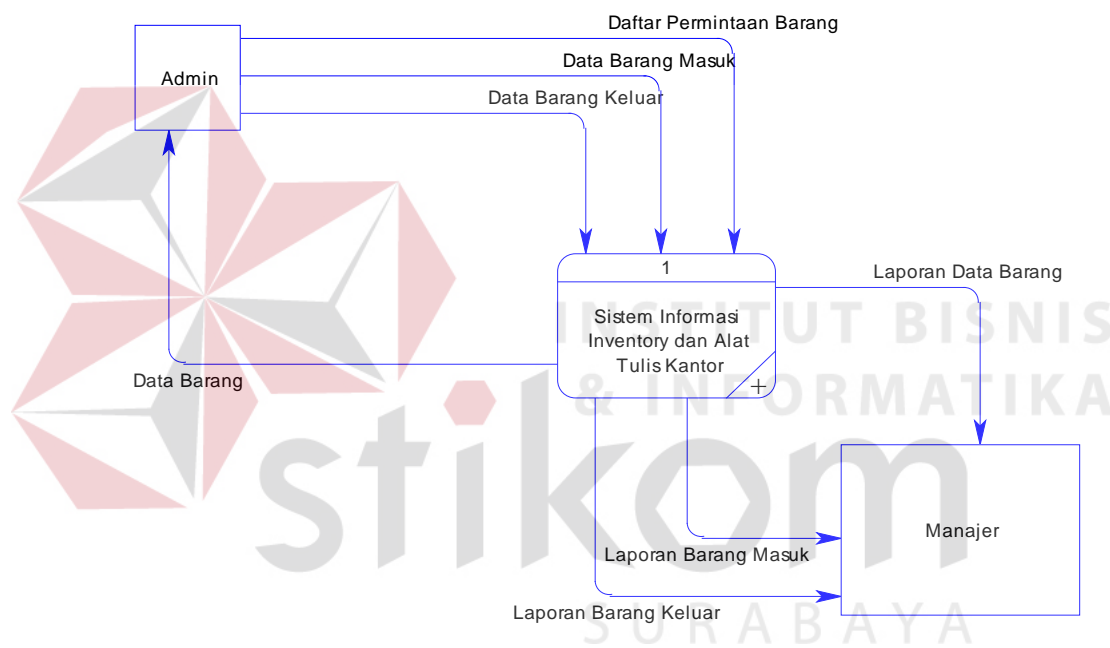 Daftar Permintaan Barang
Admin
Data Barang Masuk
Data Barang Keluar
1
Laporan Data Barang
Sistem Informasi
Inventory dan Alat
Tulis Kantor
+
Data Barang
INSTITUT BISNIS
& INFORMATIKA
stikom
SURABAYA
Manajer
Laporan Barang Masuk
Laporan Barang Keluar